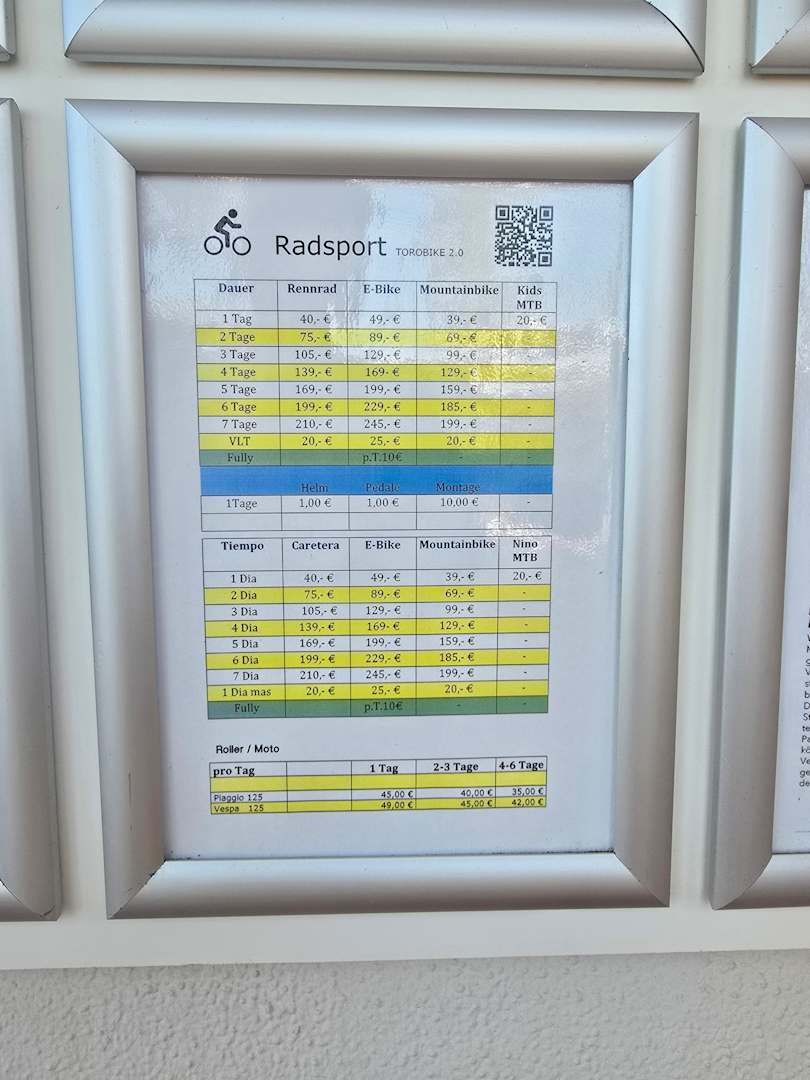 Radsport TOROBIKE 2.0
Dauer Rennrad E-Bike Mountainbike Kids MTB
1 Tag 40,- € 49,- € 39,- € 20,- €
2 Tage 75,- € 89,- € 69,- € -
3 Tage 105,- € 129,- € 99,- € -
4 Tage 139,- € 169- € 129,- € -
5 Tage 169,- € 199,- € 159,- € -
6 Tage 199,- € 229,- € 185,- € -
7 Tage 210,- € 245,- € 199,- € -
VLT 20,- € 25,- € 20,- € -
Fully p.T.10€ - -
Helm Pedale Montage
1Tage 1,00 € 1,00 € 10,00 € -
Tiempo Caretera E-Bike Mountainbike Nino MTB
1 Dia 40,- € 49,- € 39,- € 20,- €
2 Dia 75,- € 89,- € 69,- € -
3 Dia 105,- € 129,- € 99,- € -
4 Dia 139,- € 169- € 129,- € -
5 Dia 169,- € 199,- € 159,- € -
6 Dia 199,- € 229,- € 185,- € -
7 Dia 210,- € 245,- € 199,- € -
1 Dia mas 20,- € 25,- € 20,- € -
Fully p.T.10€ - -
Roller / Moto
pro Tag 1 Tag 2-3 Tage 4-6 Tage
Piaggio 125 45,00 € 40,00 € 35,00 €
Vespa 125 49,00 € 45,00 € 42,00 €